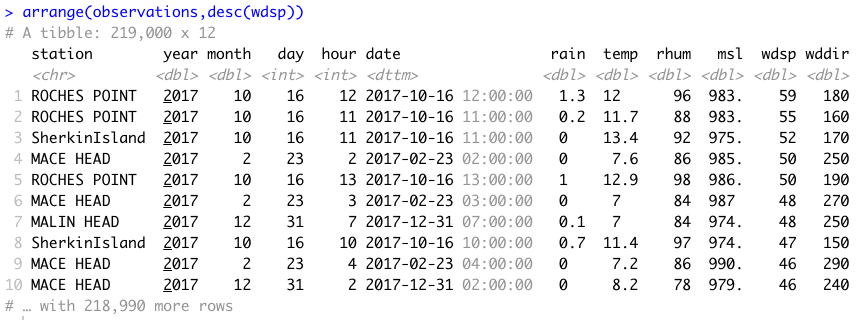 > arrange(observations,desc(wdsp))
# A tibble: 219,000 x 12
station year month day hour date rain temp rhum msl wdsp wddir
<chr> <dbl> <dbl> <int> <int> <dttm> <dbl> <dbl> <dbl> <dbl> <dbl> <dbl>
1 ROCHES POINT 2017 10 16 12 2017-10-16 12:00:00 1.3 12 96 983. 59 180
2 ROCHES POINT 2017 10 16 11 2017-10-16 11:00:00 0.2 11.7 88 983. 55 160
3 SherkinIsland 2017 10 16 11 2017-10-16 11:00:00 0 13.4 92 975. 52 170
4 MACE HEAD 2017 2 23 2 2017-02-23 02:00:00 0 7.6 86 985. 50 250
5 ROCHES POINT 2017 10 16 13 2017-10-16 13:00:00 1 12.9 98 986. 50 190
6 MACE HEAD 2017 2 23 3 2017-02-23 03:00:00 0 7 84 987 48 270
7 MALIN HEAD 2017 12 31 7 2017-12-31 07:00:00 0.1 7 84 974. 48 250
8 SherkinIsland 2017 10 16 10 2017-10-16 10:00:00 0.7 11.4 97 974. 47 150
9 MACE HEAD 2017 2 23 4 2017-02-23 04:00:00 0 7.2 86 990. 46 290
10 MACE HEAD 2017 12 31 2 2017-12-31 02:00:00 0 8.2 78 979. 46 240
# … with 218,990 more rows